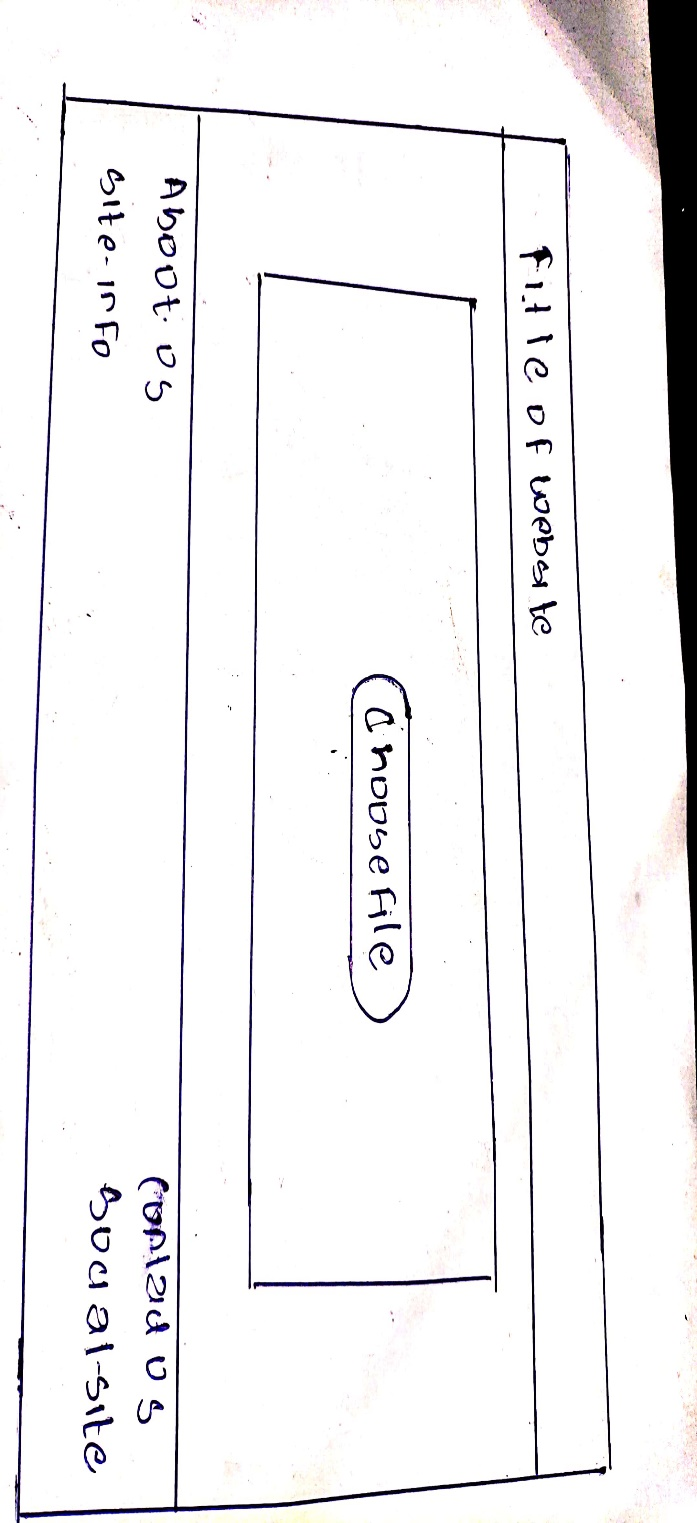 Title of website
Choose file
About us
site-info
Contact us
Social-site